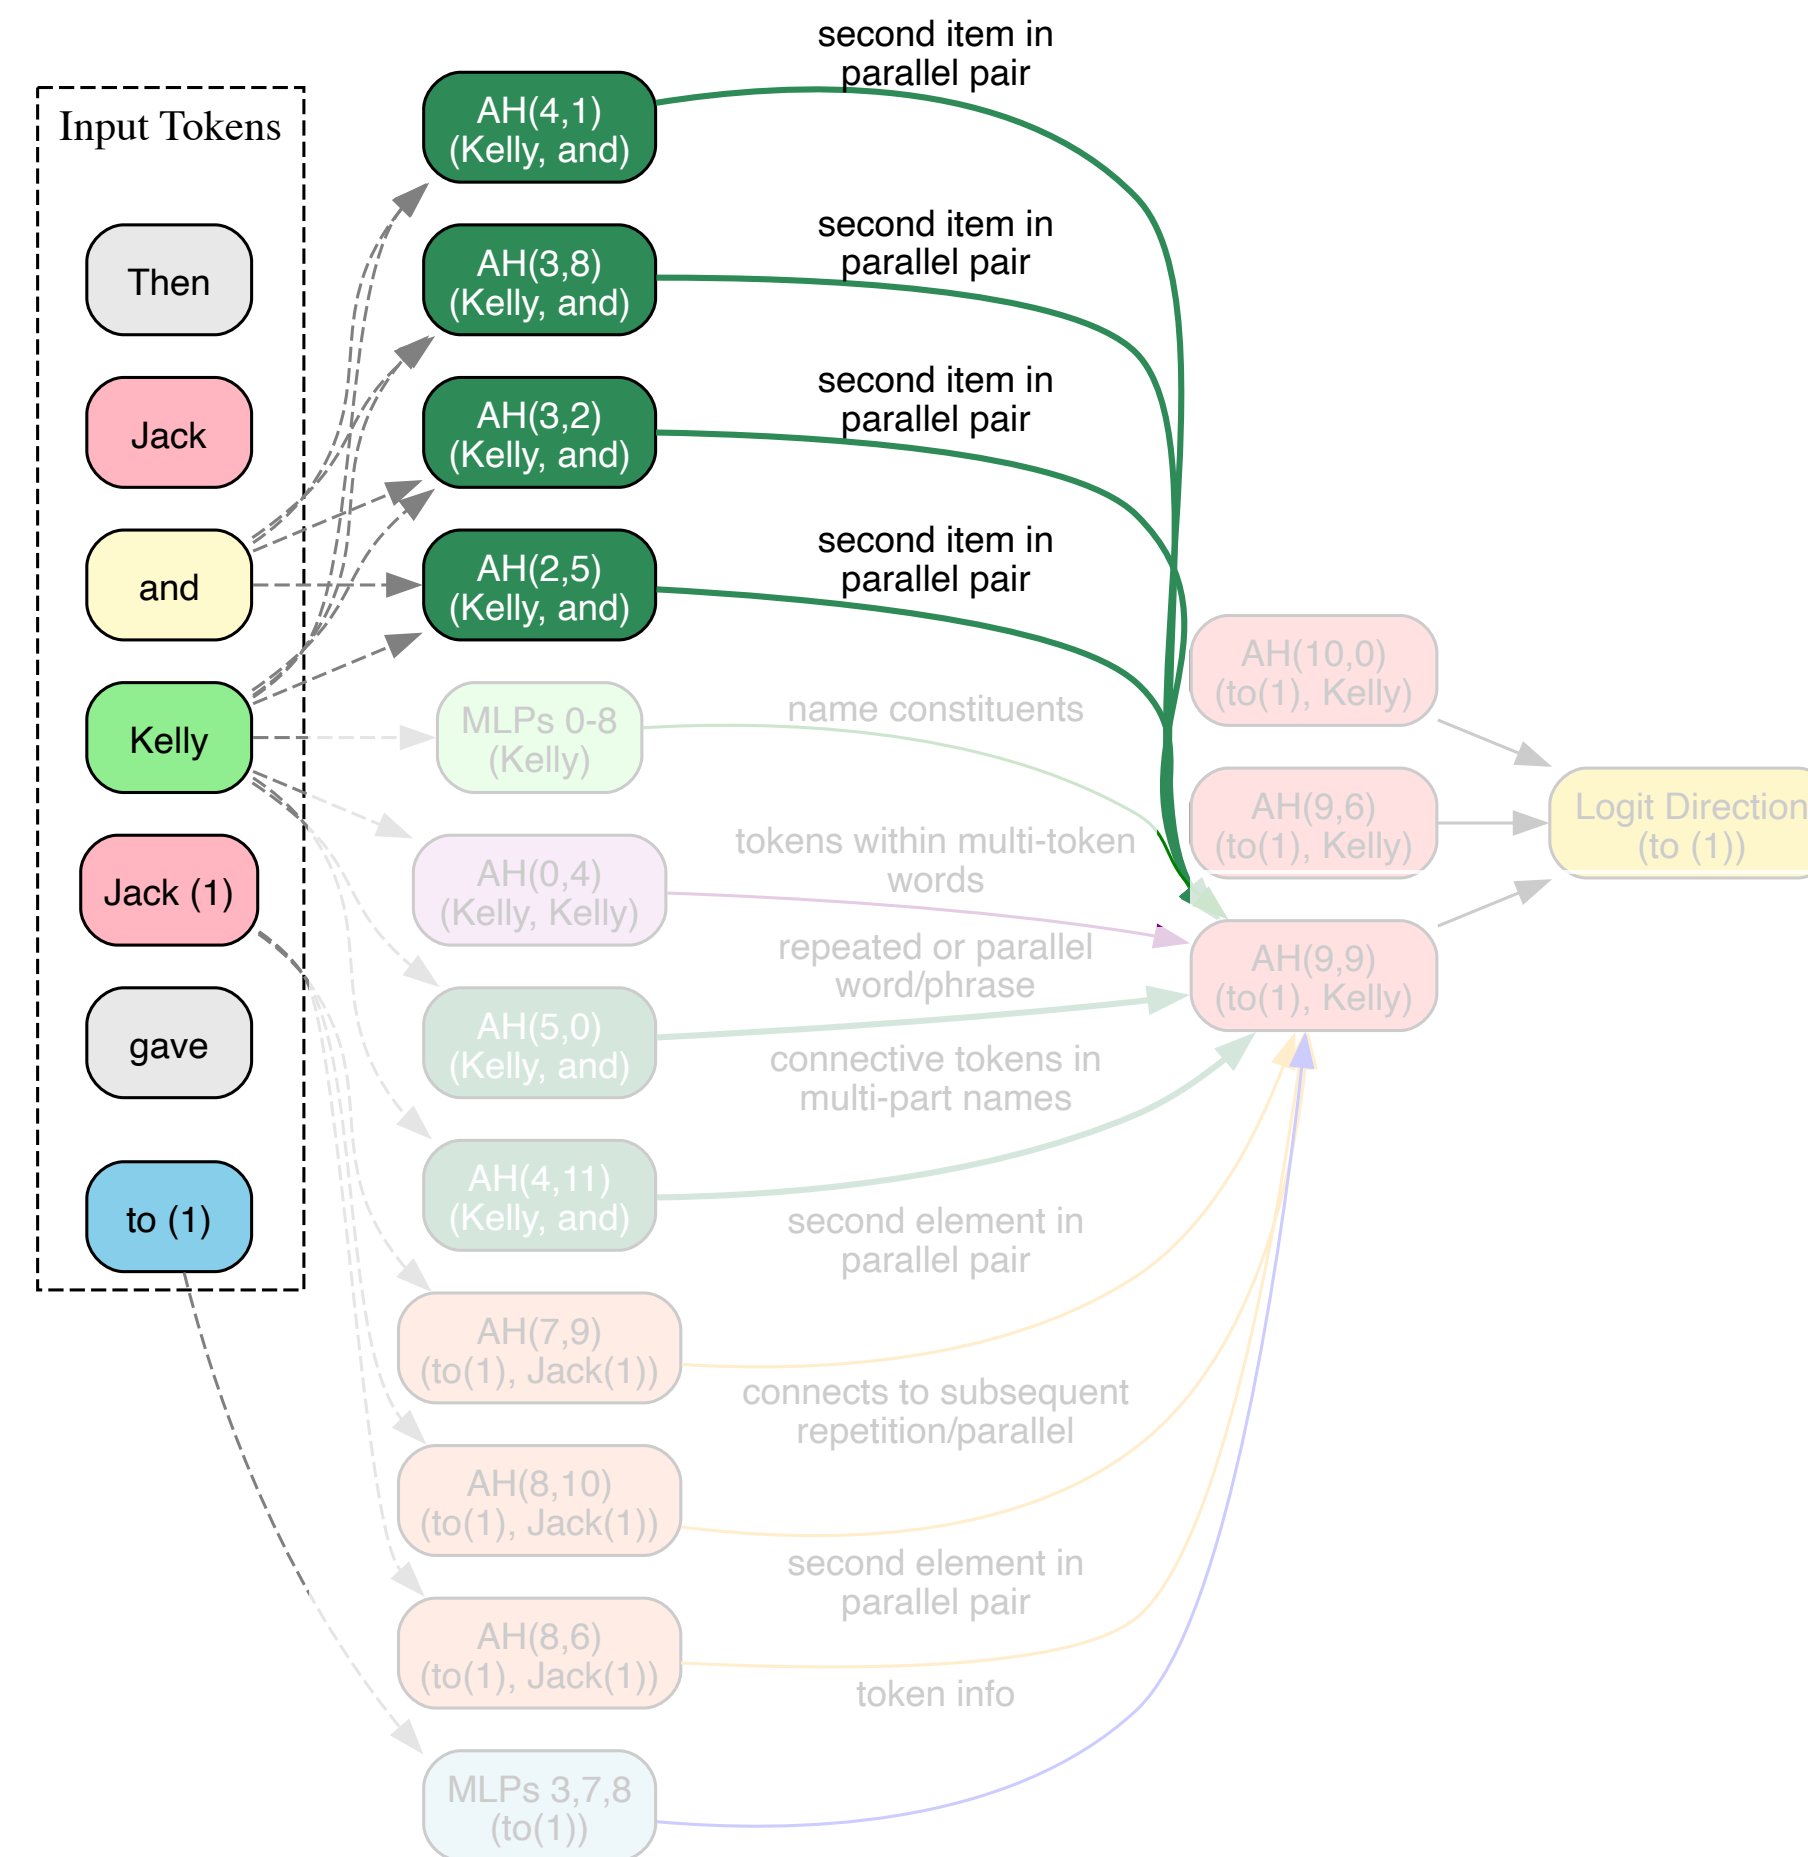 Input Tokens
Then
Jack
and
Kelly
Jack (1)
gave
to (1)
AH(4,1)
(Kelly, and)
AH(3,8)
(Kelly, and)
AH(3,2)
(Kelly, and)
AH(2,5)
(Kelly, and)
MLPs 0-8
(Kelly)
AH(0,4)
(Kelly, Kelly)
AH(5,0)
(Kelly, and)
AH(4,11)
(Kelly, and)
AH(7,9)
(to(1), Jack(1))
AH(8,10)
(to(1), Jack(1))
AH(8,6)
(to(1), Jack(1))
MLPs 3,7,8
(to(1))
second item in
parallel pair
second item in
parallel pair
second item in
parallel pair
second item in
parallel pair
name constituents
tokens within multi-token
words
repeated or parallel
word/phrase
connective tokens in
multi-part names
second element in
parallel pair
connects to subsequent
repetition/parallel
second element in
parallel pair
token info
AH(10,0)
(to(1), Kelly)
AH(9,6)
(to(1), Kelly)
AH(9,9)
(to(1), Kelly)
Logit Direction
(to (1))